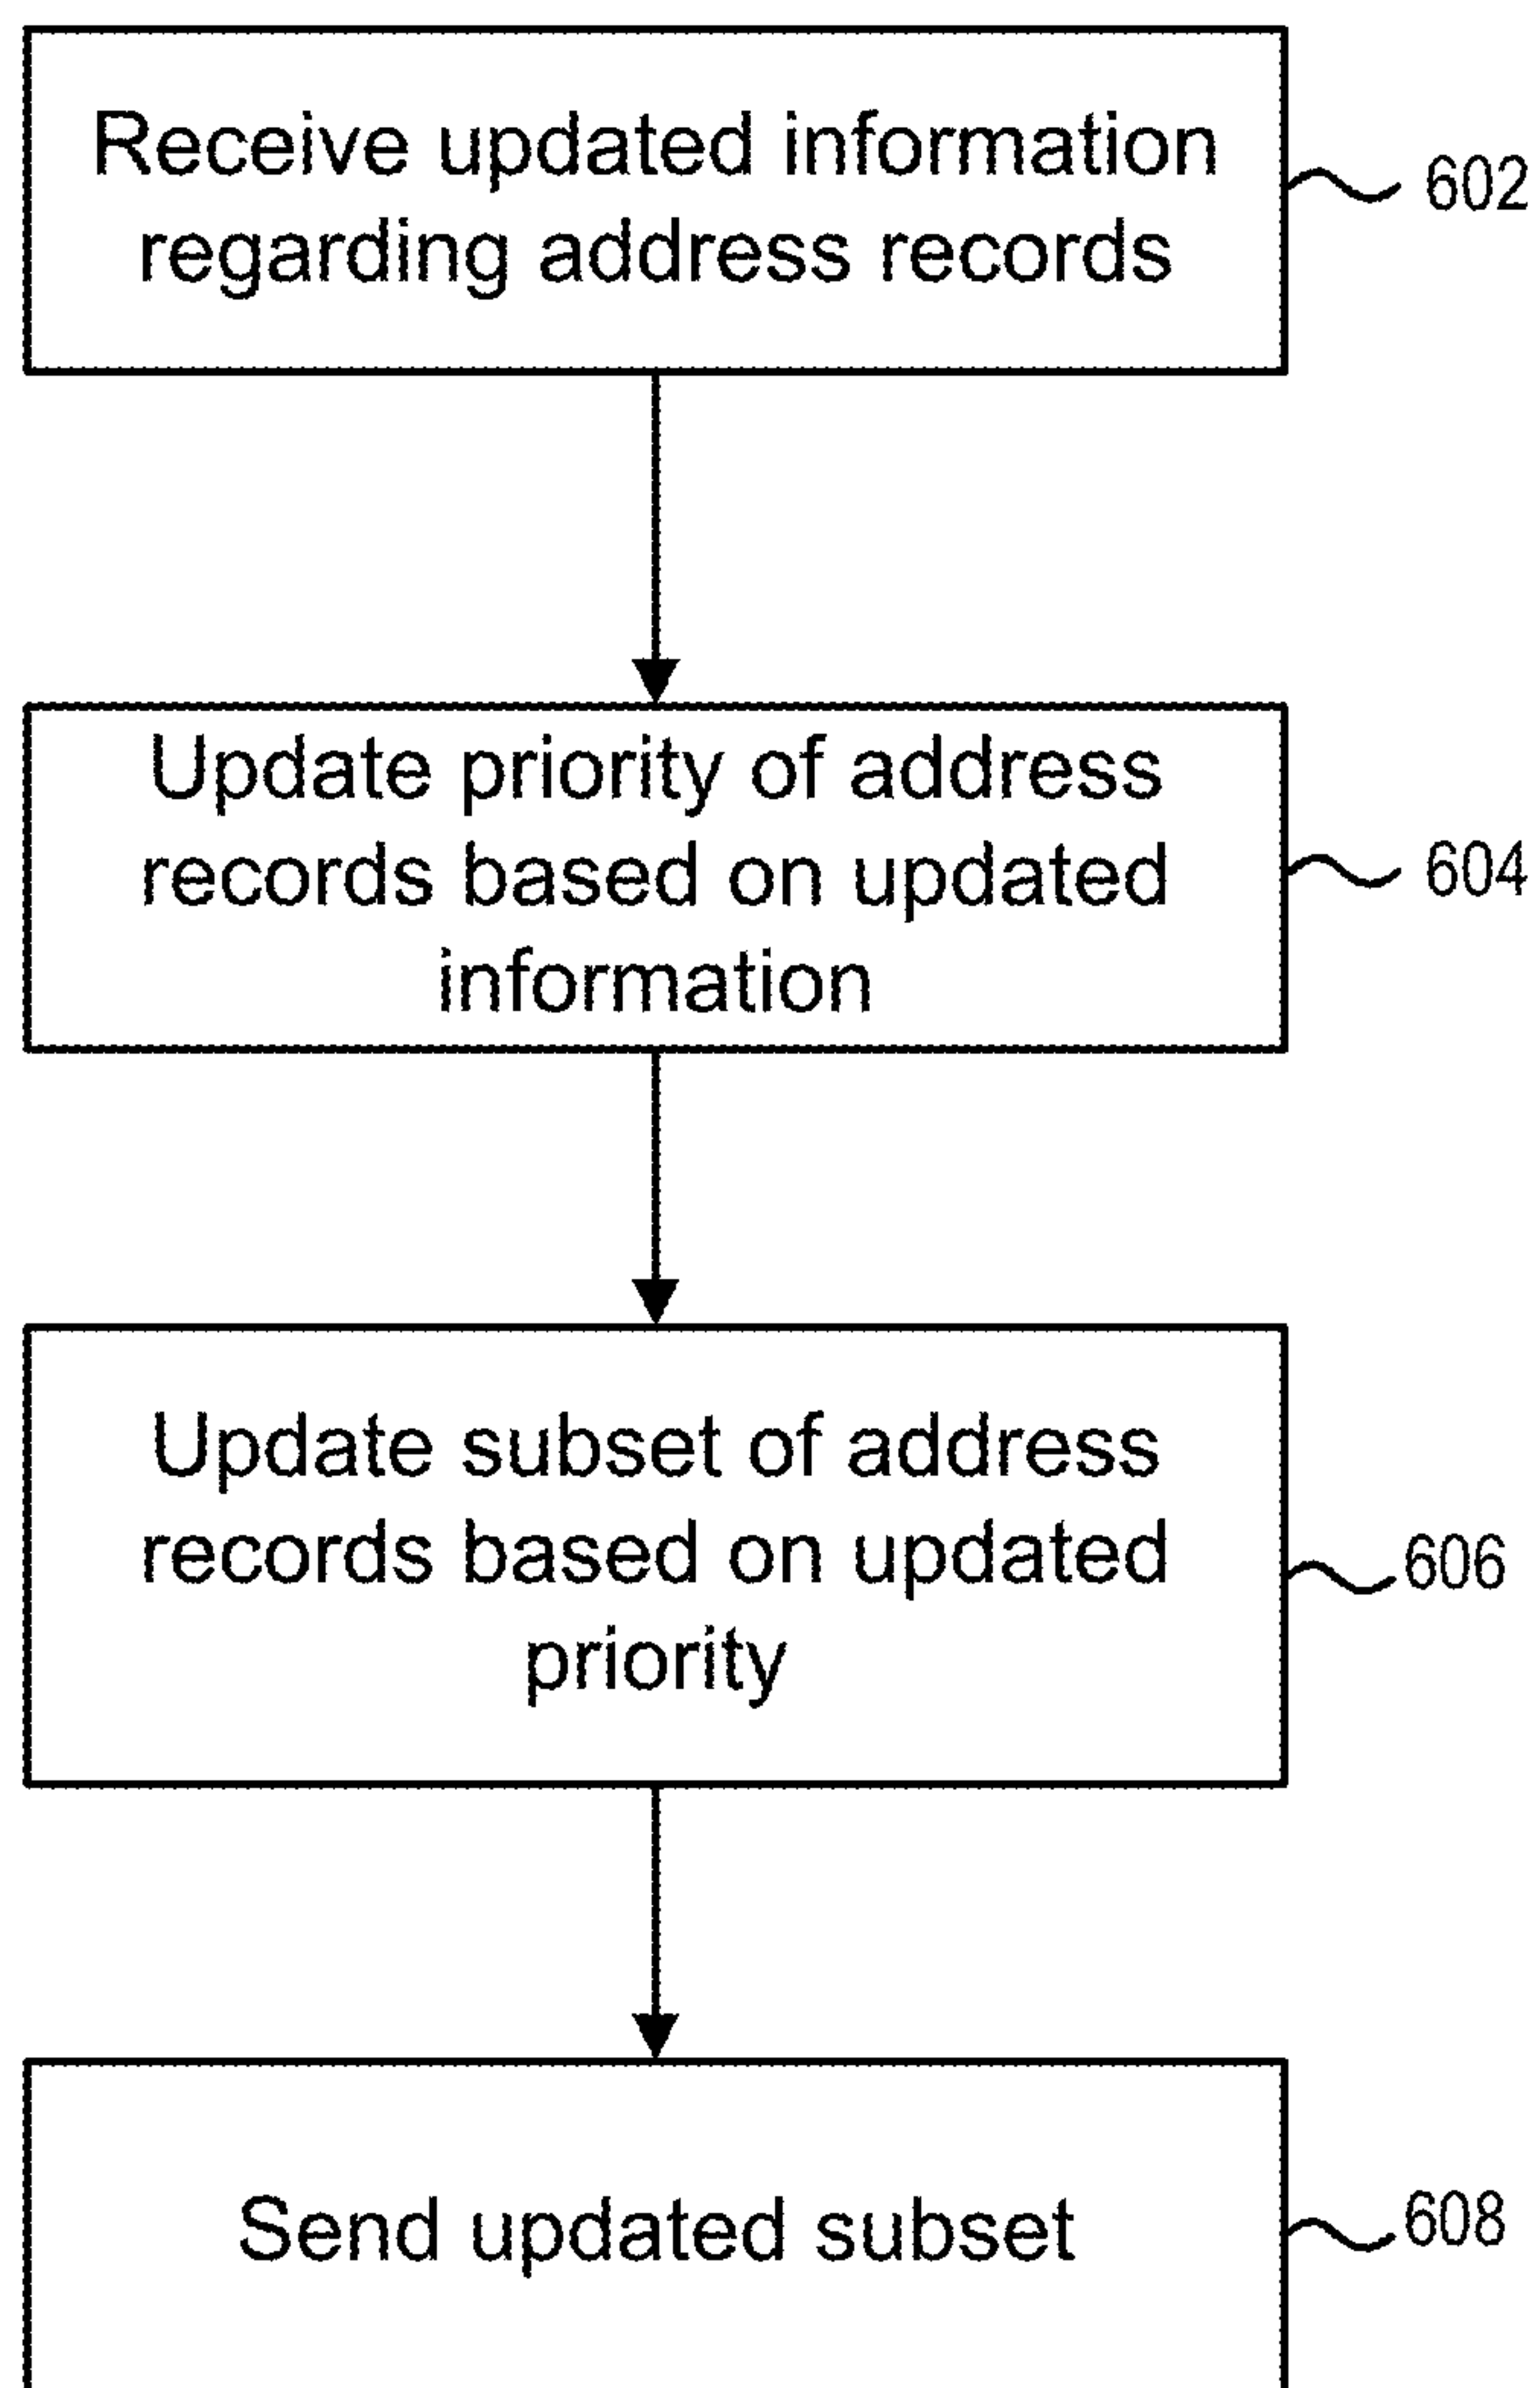 Receive updated information
regarding address records
602
Update priority of address
records based on updated
information
604
Update subset of address
records based on updated
priority
606
Send updated subset
608